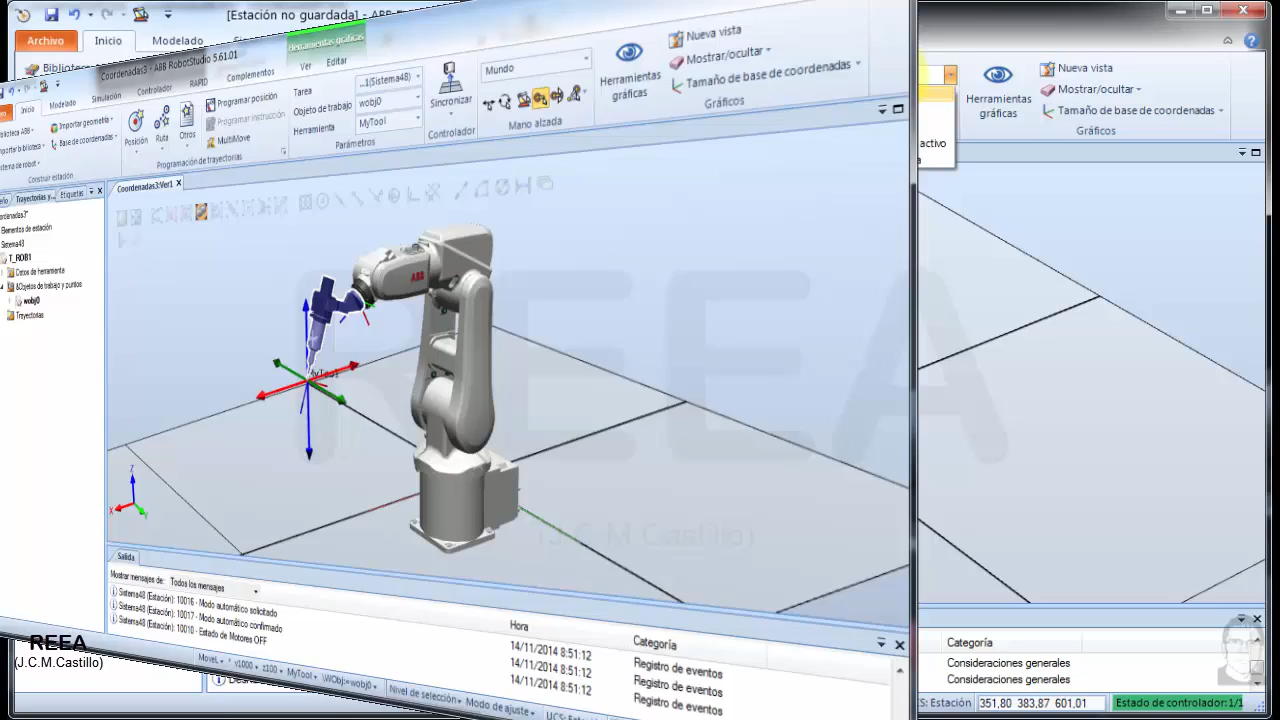 [Estación no guardada] - ABB
Archivo
Inicio
Modelado
Coordenadas3 - ABB RobotStudio 5.61.01
Herramientas gráficas
Inicio
Modelado
Simulación
Controlador
RAPID
Complementos
Ver
Editar
Importar geometría
Base de coordenadas
Construir estación
Posición
Ruta
Otros
Programar posición
Programar instrucción
MultiMove
Programación de trayectorias
Tarea
...1(Sistema48)
Objeto de trabajo
wobj0
Herramienta
MyTool
Parámetros
Sincronizar
Controlador
Mundo
Mano alzada
Herramientas gráficas
Nueva vista
Mostrar/ocultar
Tamaño de base de coordenadas
Gráficos
Herramientas gráficas
Nueva vista
Mostrar/ocultar
Tamaño de base de coordenadas
Gráficos
activo
Trayectorias y...
Etiquetas
Coordenadas3:Ver1
Elementos de estación
Sistema48
T_ROB1
Datos de herramienta
&Objetos de trabajo y puntos
wobj0
Trayectorias
ABB
REEA
(J.C.M.Castillo)
Z
X
Y
Salida
Mostrar mensajes de:
Todos los mensajes
Sistema48 (Estación): 10016 - Modo automático solicitado
Sistema48 (Estación): 10017 - Modo automático confirmado
Sistema48 (Estación): 10010 - Estado de Motores OFF
Hora
Categoría
14/11/2014 8:51:12
Registro de eventos
14/11/2014 8:51:12
Registro de eventos
14/11/2014 8:51:12
Registro de eventos
REEA
(J.C.M.Castillo)
MoveL
* v1000
z100
MyTool
\WObj:=wobj0
Nivel de selección
Modo de ajuste
Categoría
Consideraciones generales
Consideraciones generales
CS: Estación
351,80 383,87 601,01
Estado de controlador: 1/1